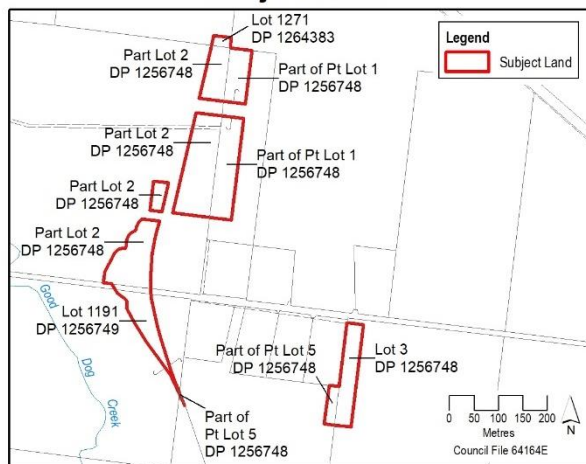 Lot 1271
DP 1264383
Legend
Subject Land
Part Lot 2
DP 1256748
Part of Pt Lot 1
DP 1256748
Part Lot 2
DP 1256748
Part of Pt Lot 1
DP 1256748
Part Lot 2
DP 1256748
Part Lot 2
DP 1256748
Good
Dog
Creek
Lot 1191
DP 1256749
Part of Pt Lot 5
DP 1256748
Lot 3
DP 1256748
Part of
Pt Lot 5
DP 1256748
0 50 100 150 200
Metres
N
Council File 64164E